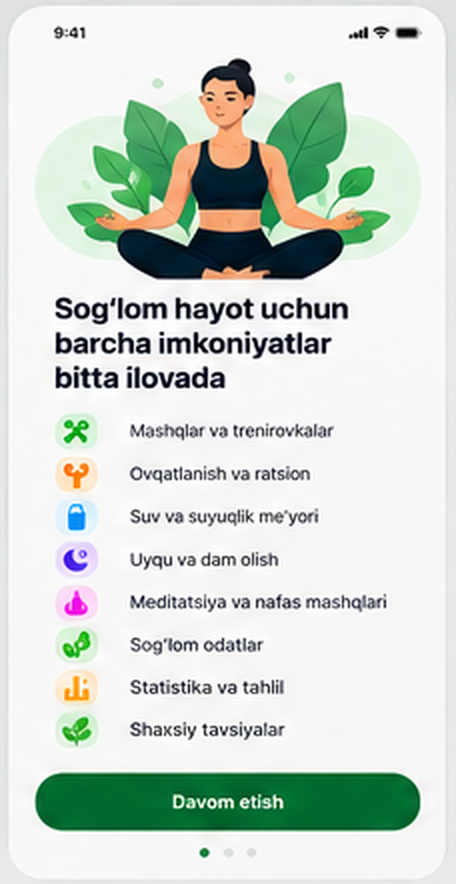 9:41
Sog‘lom hayot uchun
barcha imkoniyatlar
bitta ilovada
Mashqlar va trenirovkalar
Ovqatlanish va ratsion
Suv va suyuqlik me’yori
Uyqu va dam olish
Meditatsiya va nafas mashqlari
Sog‘lom odatlar
Statistika va tahlil
Shaxsiy tavsiyalar
Davom etish